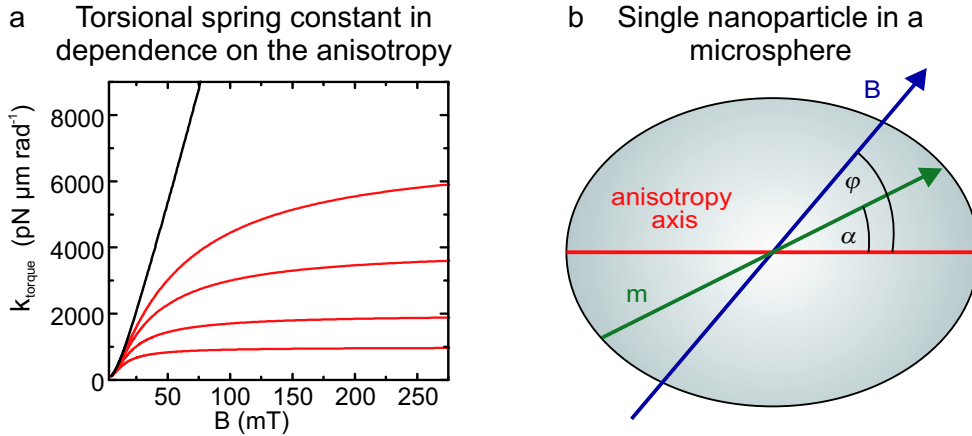 a Torsional spring constant in
dependence on the anisotropy
8000
6000
4000
2000
0
k_torque (pN µm rad⁻¹)
50 100 150 200 250
B (mT)
b Single nanoparticle in a
microsphere
B
φ
anisotropy
axis
α
m